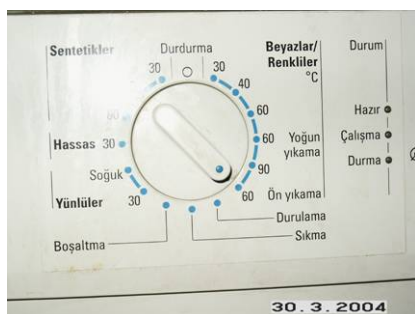 Sentetikler
Durdurma
Beyazlar/
Renkliler
°C
Durum
30
30
40
60
60
Hazır
Hassas 30
60
Yoğun
yıkama
Çalışma
Durma
Soğuk
90
Yünlüler
30
60
Ön yıkama
Durulama
Sıkma
Boşaltma
30.3.2004